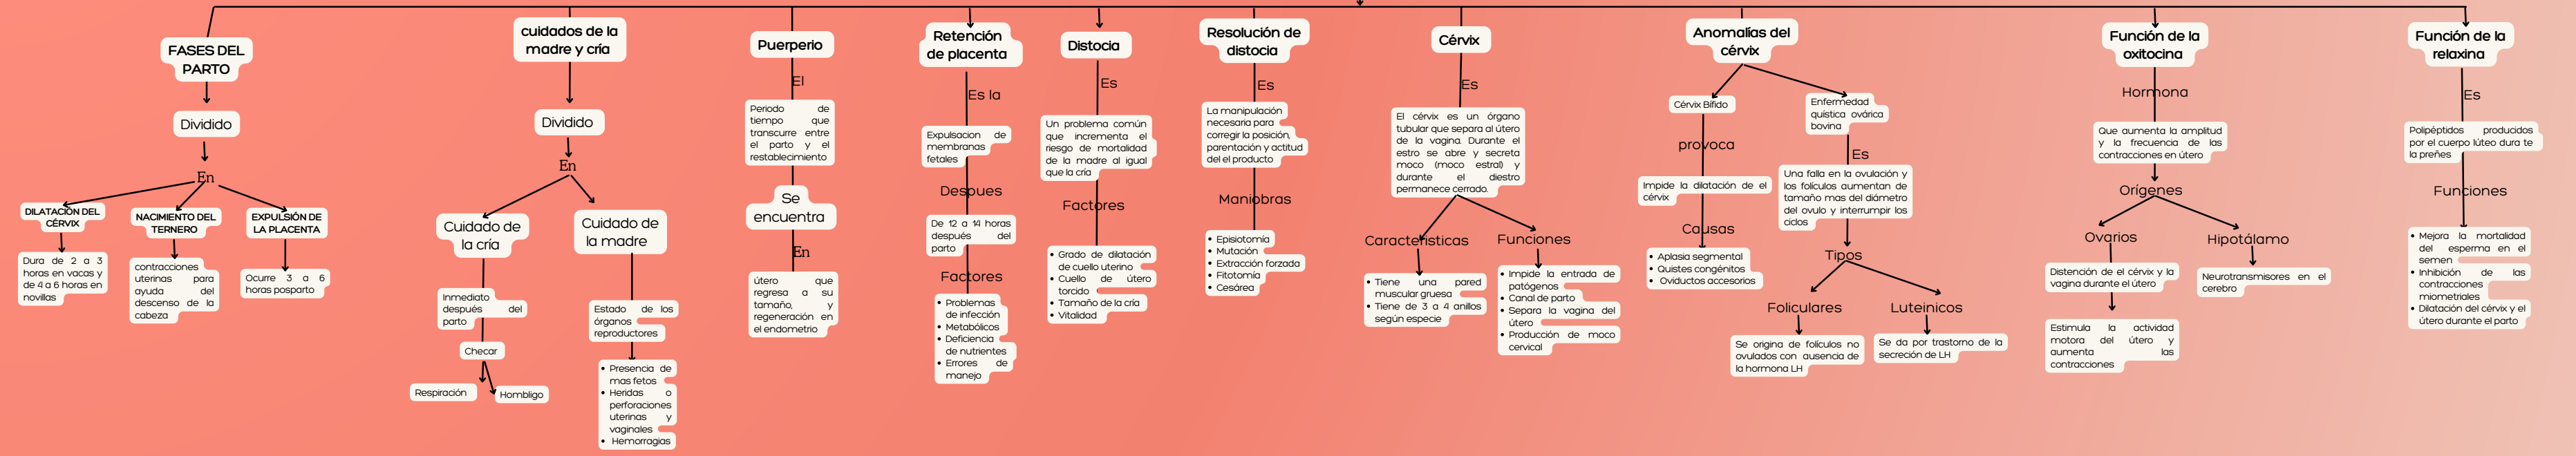 FASES DEL
PARTO
Dividido
En
DILATACIÓN DEL
CÉRVIX
Dura de 2 a 3
horas en vacas y
de 4 a 6 horas en
novillas
NACIMIENTO DEL
TERNERO
contracciones
uterinas para
ayuda del
descenso de la
cabeza
EXPULSIÓN DE
LA PLACENTA
Ocurre 3 a 6
horas posparto
cuidados de la
madre y cría
Dividido
En
Cuidado de
la cría
Inmediato
después del
parto
Checar
Respiración
Hombligo
Cuidado de
la madre
Estado de los
órganos
reproductores
• Presencia de
mas fetos
• Heridas o
perforaciones
uterinas y
vaginales
• Hemorragias
Puerperio
El
Periodo de
tiempo que
transcurre entre
el parto y el
restablecimiento
Se
encuentra
En
útero que
regresa a su
tamaño, y
regeneración en
el endometrio
Retención
de placenta
Es la
Expulsacion de
membranas
fetales
Despues
De 12 a 14 horas
después del
parto
Factores
• Problemas
de infección
• Metabólicos
• Deficiencia
de nutrientes
• Errores de
manejo
Distocia
Es
Un problema común
que incrementa el
riesgo de mortalidad
de la madre al igual
que la cría
Factores
• Grado de dilatación
de cuello uterino
• Cuello de útero
torcido
• Tamaño de la cría
• Vitalidad
Resolución de
distocia
Es
La manipulación
necesaria para
corregir la posición,
parentación y actitud
del el producto
Maniobras
• Episiotomía
• Mutación
• Extracción forzada
• Fitotomía
• Cesárea
Cérvix
Es
El cérvix es un órgano
tubular que separa al útero
de la vagina. Durante el
estro se abre y secreta
moco (moco estral) y
durante el diestro
permanece cerrado.
Caracteristicas
• Tiene una pared
muscular gruesa
• Tiene de 3 a 4 anillos
según especie
Funciones
• Impide la entrada de
patógenos
• Canal de parto
• Separa la vagina del
útero
• Producción de moco
cervical
Anomalías del
cérvix
Cérvix Bífido
provoca
Impide la dilatación de el
cérvix
Causas
• Aplasia segmental
• Quistes congénitos
• Oviductos accesorios
Enfermedad
quística ovárica
bovina
Es
Una falla en la ovulación y
los folículos aumentan de
tamaño mas del diámetro
del ovulo y interrumpir los
ciclos
Tipos
Foliculares
Se origina de folículos no
ovulados con ausencia de
la hormona LH
Luteinicos
Se da por trastorno de la
secreción de LH
Función de la
oxitocina
Hormona
Que aumenta la amplitud
y la frecuencia de las
contracciones en útero
Orígenes
Ovarios
Distención de el cérvix y la
vagina durante el útero
Estimula la actividad
motora del útero y
aumenta las
contracciones
Hipotálamo
Neurotransmisores en el
cerebro
Función de la
relaxina
Es
Polipéptidos producidos
por el cuerpo lúteo dura te
la preñes
Funciones
• Mejora la mortalidad
del esperma en el
semen
• Inhibición de las
contracciones
miometriales
• Dilatación del cérvix y el
útero durante el parto